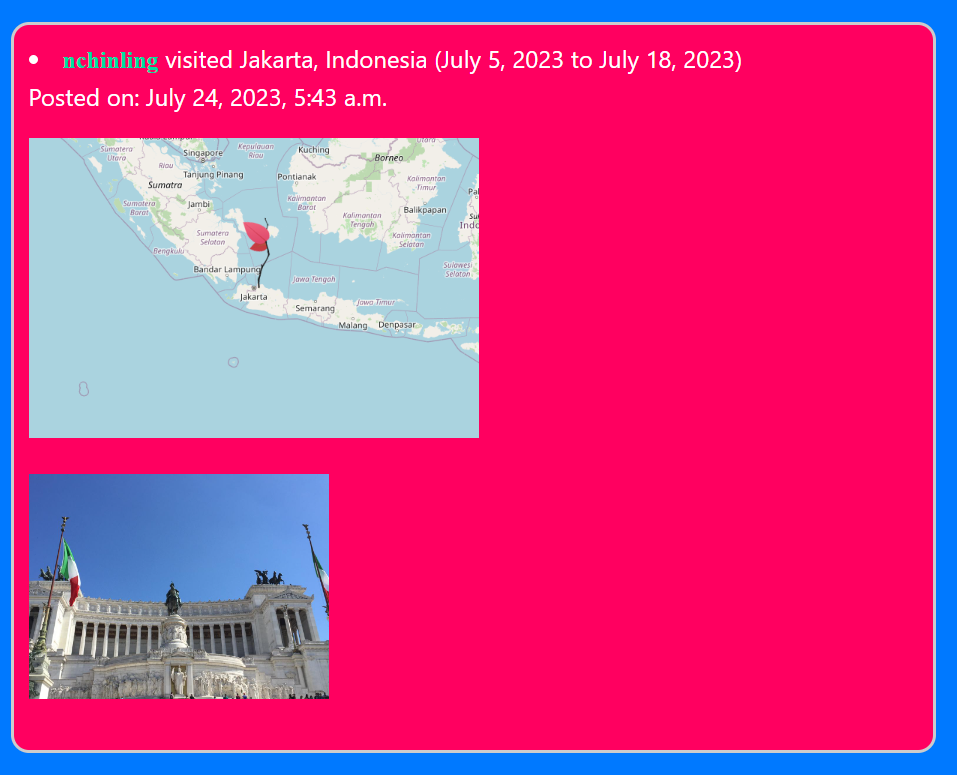 • nchinling visited Jakarta, Indonesia (July 5, 2023 to July 18, 2023)
Posted on: July 24, 2023, 5:43 a.m.
Sumatera Utara
Singapore
Kepulauan Riau
Kuching
Borneo
Riau
Tanjung Pinang
Pontianak
Kalimantan Timur
Sumatra
Sumatera Barat
Jambi
Kalimantan Barat
Balikpapan
Kalimantan Tengah
Sumatera Selatan
Kalimantan Selatan
Bengkulu
Bandar Lampung
Sulawesi Selatan
Jawa Tengah
Jakarta
Semarang
Jawa Timur
Malang
Denpasar